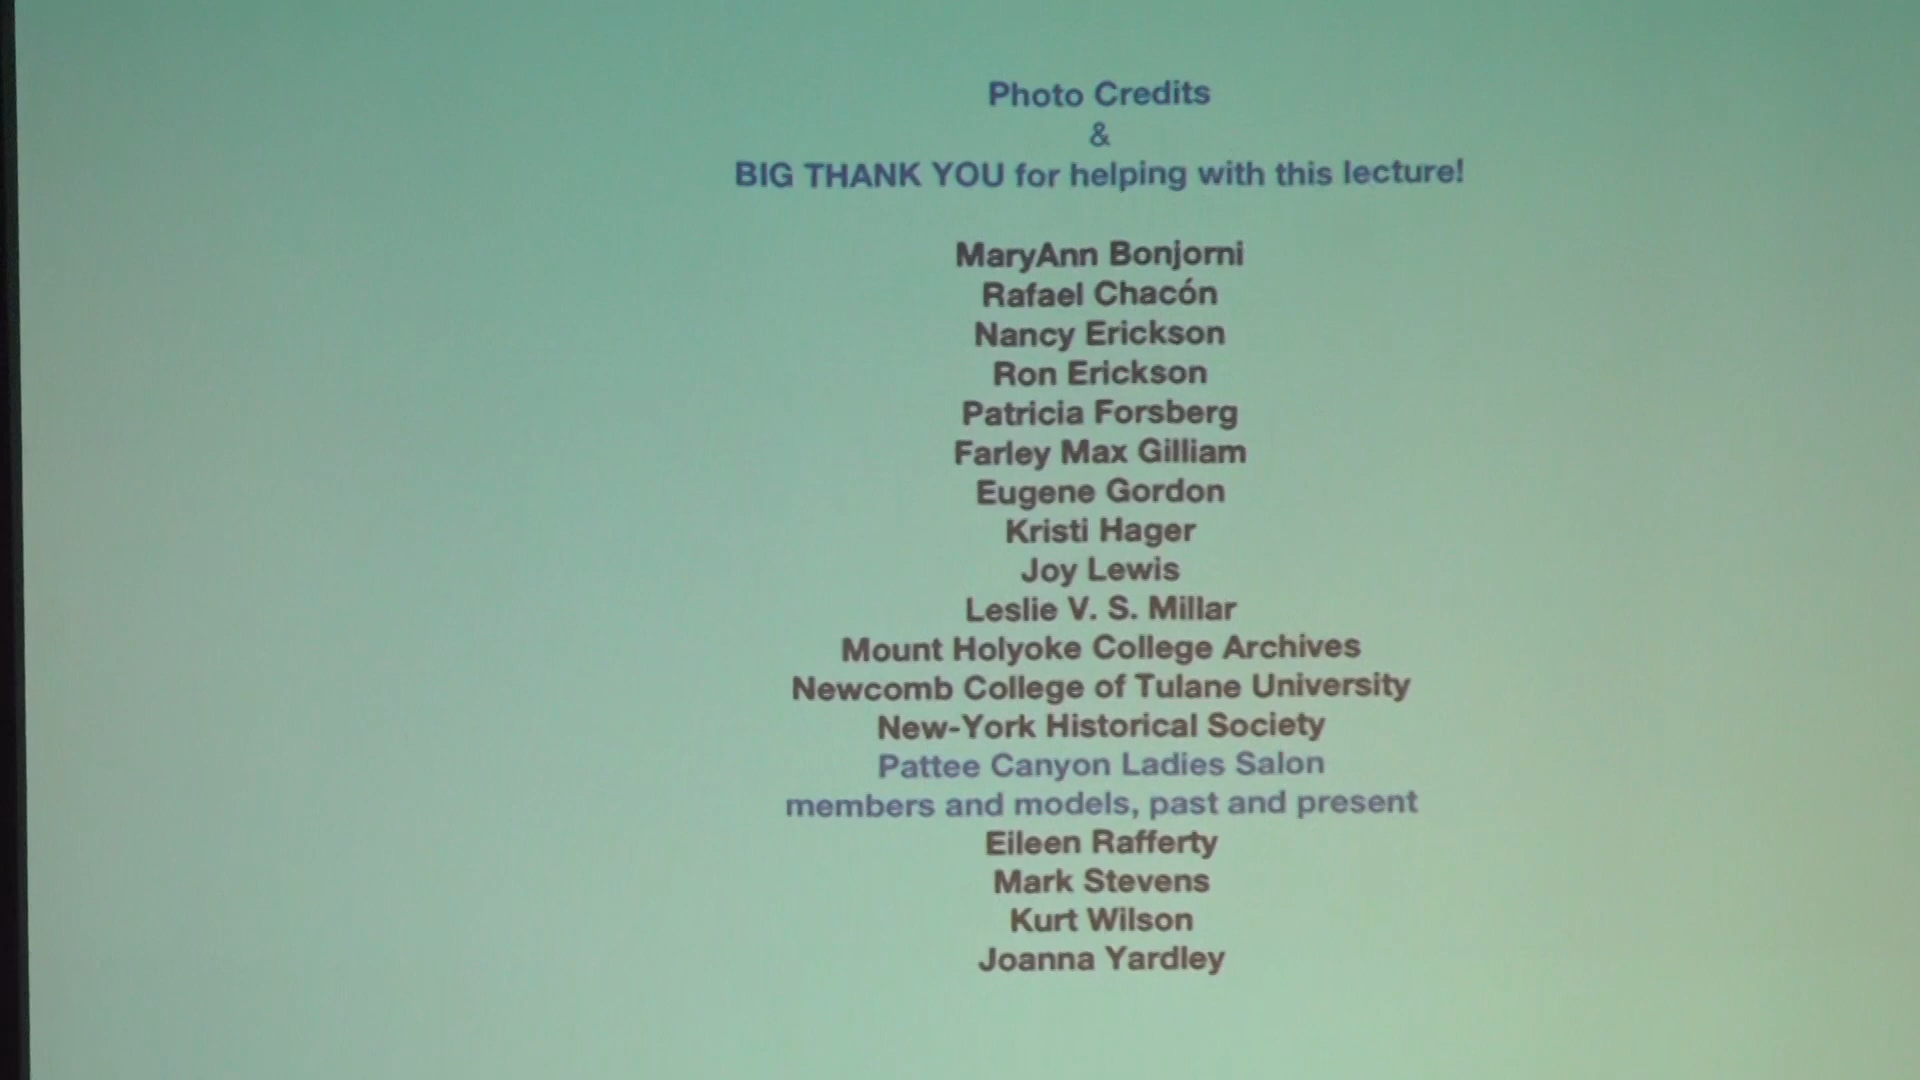 Photo Credits
&
BIG THANK YOU for helping with this lecture!
MaryAnn Bonjorni
Rafael Chacón
Nancy Erickson
Ron Erickson
Patricia Forsberg
Farley Max Gilliam
Eugene Gordon
Kristi Hager
Joy Lewis
Leslie V. S. Millar
Mount Holyoke College Archives
Newcomb College of Tulane University
New-York Historical Society
Pattee Canyon Ladies Salon
members and models, past and present
Eileen Rafferty
Mark Stevens
Kurt Wilson
Joanna Yardley